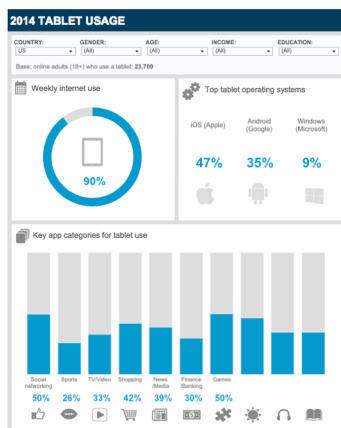 2014 TABLET USAGE
COUNTRY: GENDER: AGE: INCOME: EDUCATION:
US (All) (All) (All) (All)
Base: online adults (18+) who use a tablet: 23,709
Weekly internet use
90%
Top tablet operating systems
iOS (Apple) Android (Google) Windows (Microsoft)
47% 35% 9%
Key app categories for tablet use
Social networking Sports TV/Video Shopping News /Media Finance /Banking Games
50% 26% 33% 42% 39% 30% 50%